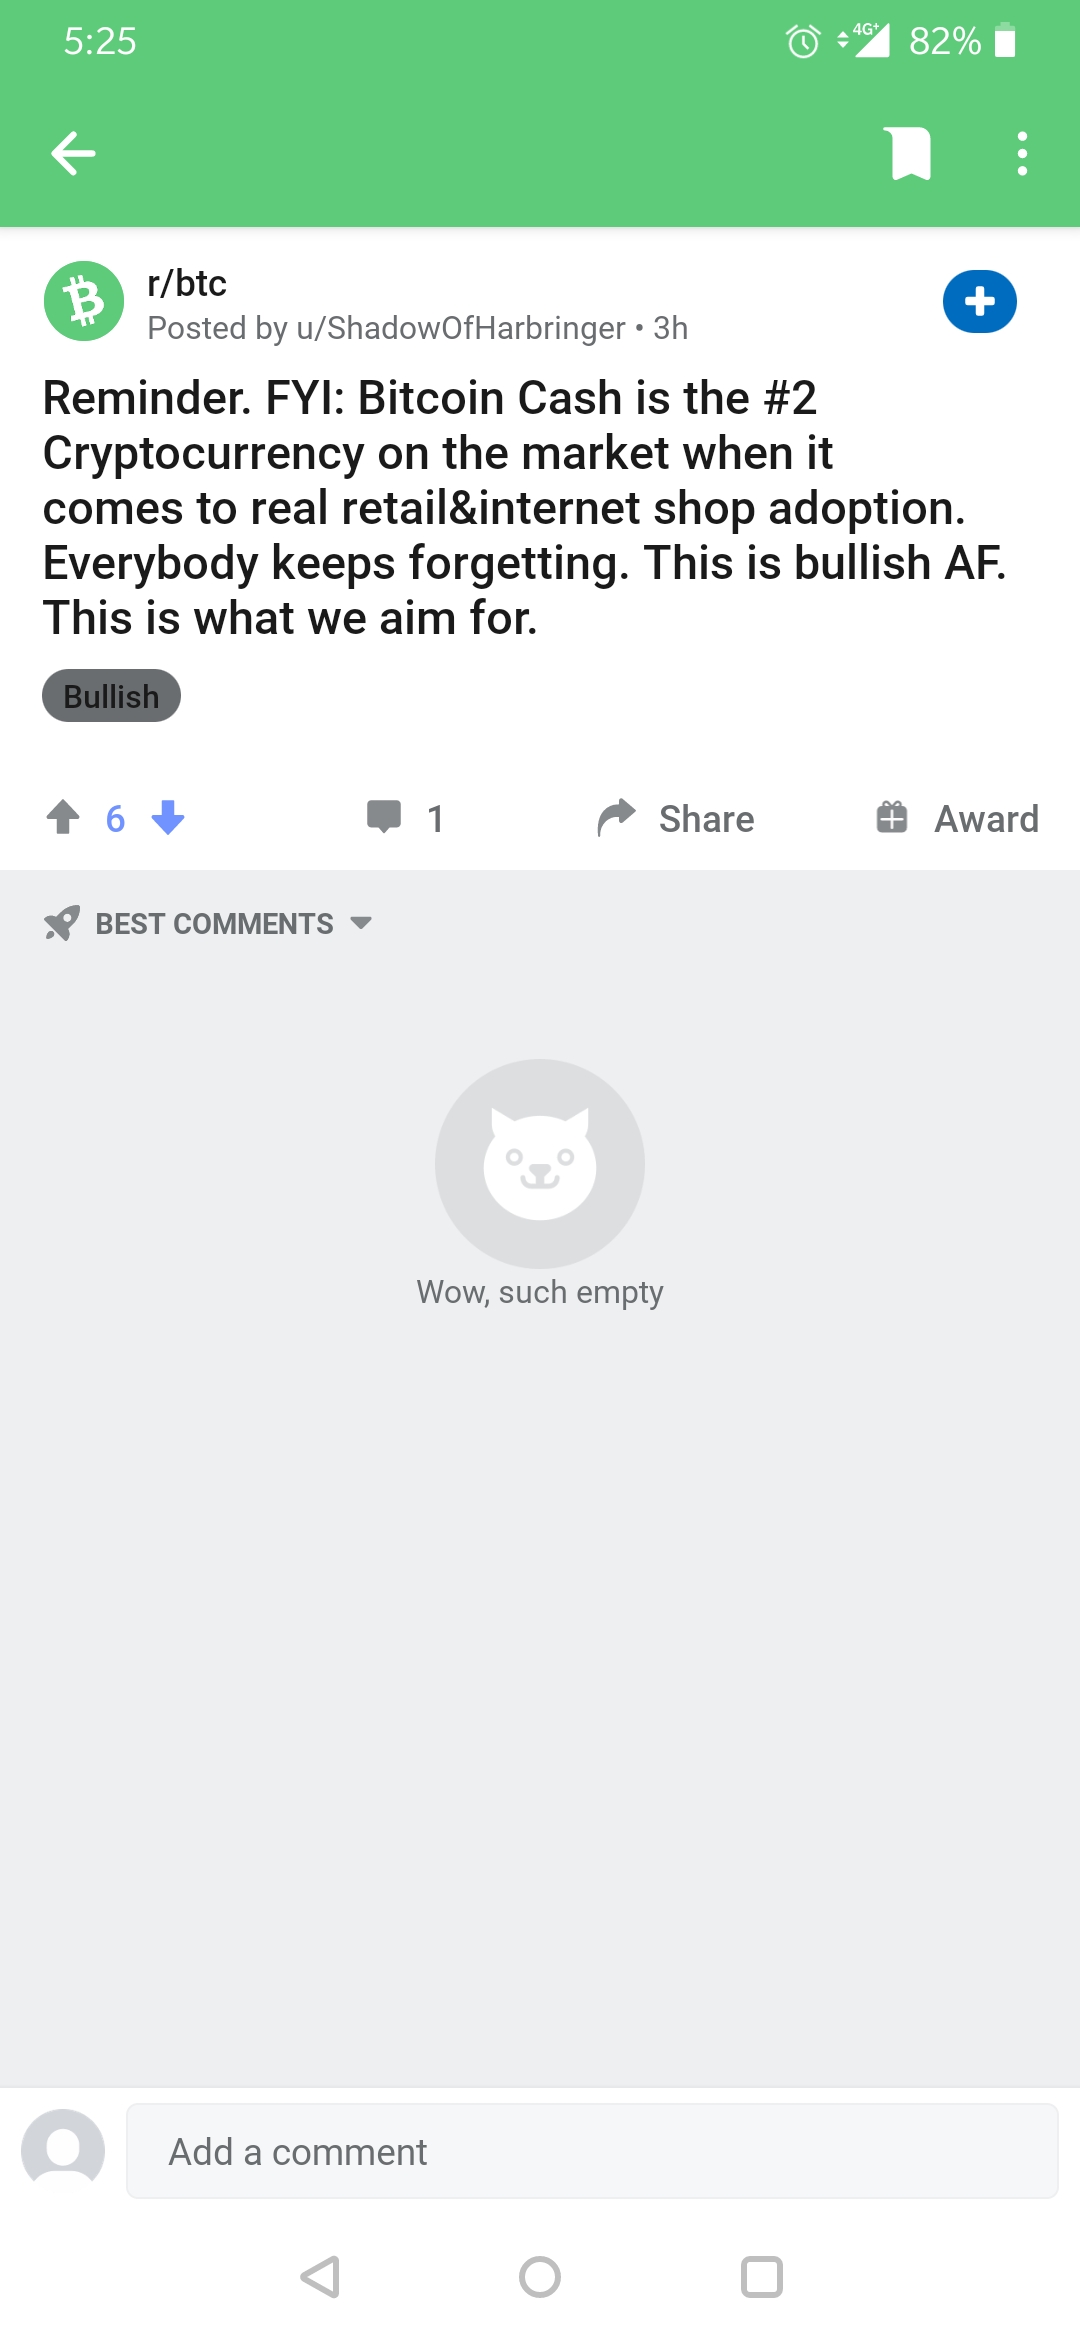 5:25
4G+ 82%
r/btc
Posted by u/ShadowOfHarbringer • 3h
Reminder. FYI: Bitcoin Cash is the #2
Cryptocurrency on the market when it
comes to real retail&internet shop adoption.
Everybody keeps forgetting. This is bullish AF.
This is what we aim for.
Bullish
6 1 Share Award
BEST COMMENTS
Wow, such empty
Add a comment